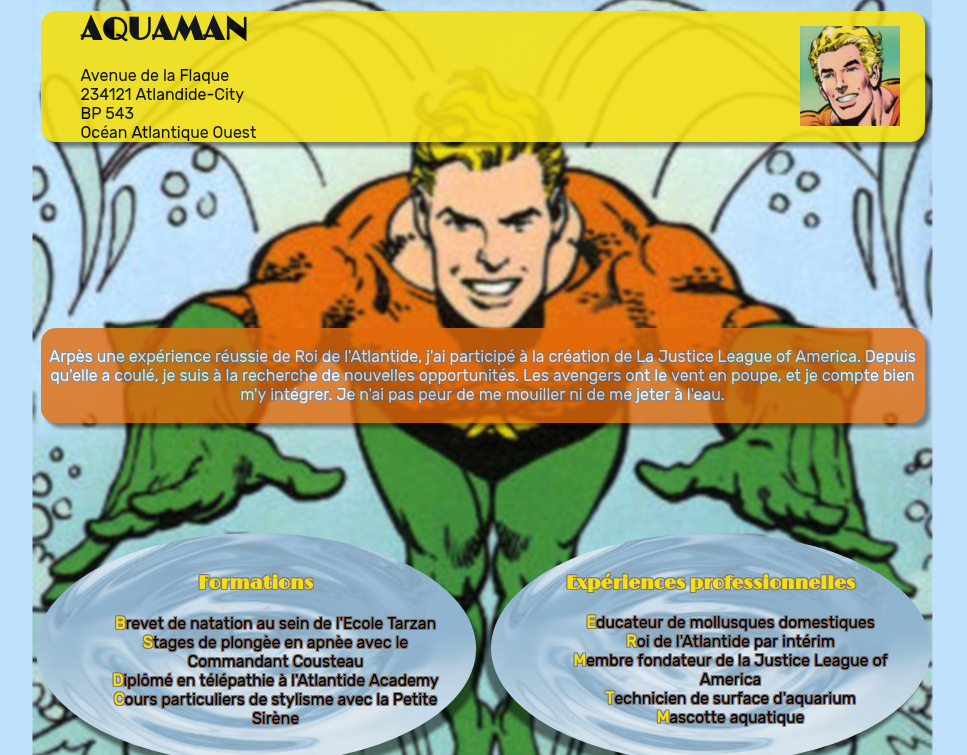 AQUAMAN
Avenue de la Flaque
234121 Atlandide-City
BP 543
Océan Atlantique Ouest
Arpès une expérience réussie de Roi de l'Atlantide, j'ai participé à la création de La Justice League of America. Depuis
qu'elle a coulé, je suis à la recherche de nouvelles opportunités. Les avengers ont le vent en poupe, et je compte bien
m'y intégrer. Je n'ai pas peur de me mouiller ni de me jeter à l'eau.
Formations
Brevet de natation au sein de l'Ecole Tarzan
Stages de plongèe en apnèe avec le
Commandant Cousteau
Diplômé en télépathie à l'Atlantide Academy
Cours particuliers de stylisme avec la Petite
Sirène
Expériences professionnelles
Educateur de mollusques domestiques
Roi de l'Atlantide par intérim
Membre fondateur de la Justice League of
America
Technicien de surface d'aquarium
Mascotte aquatique